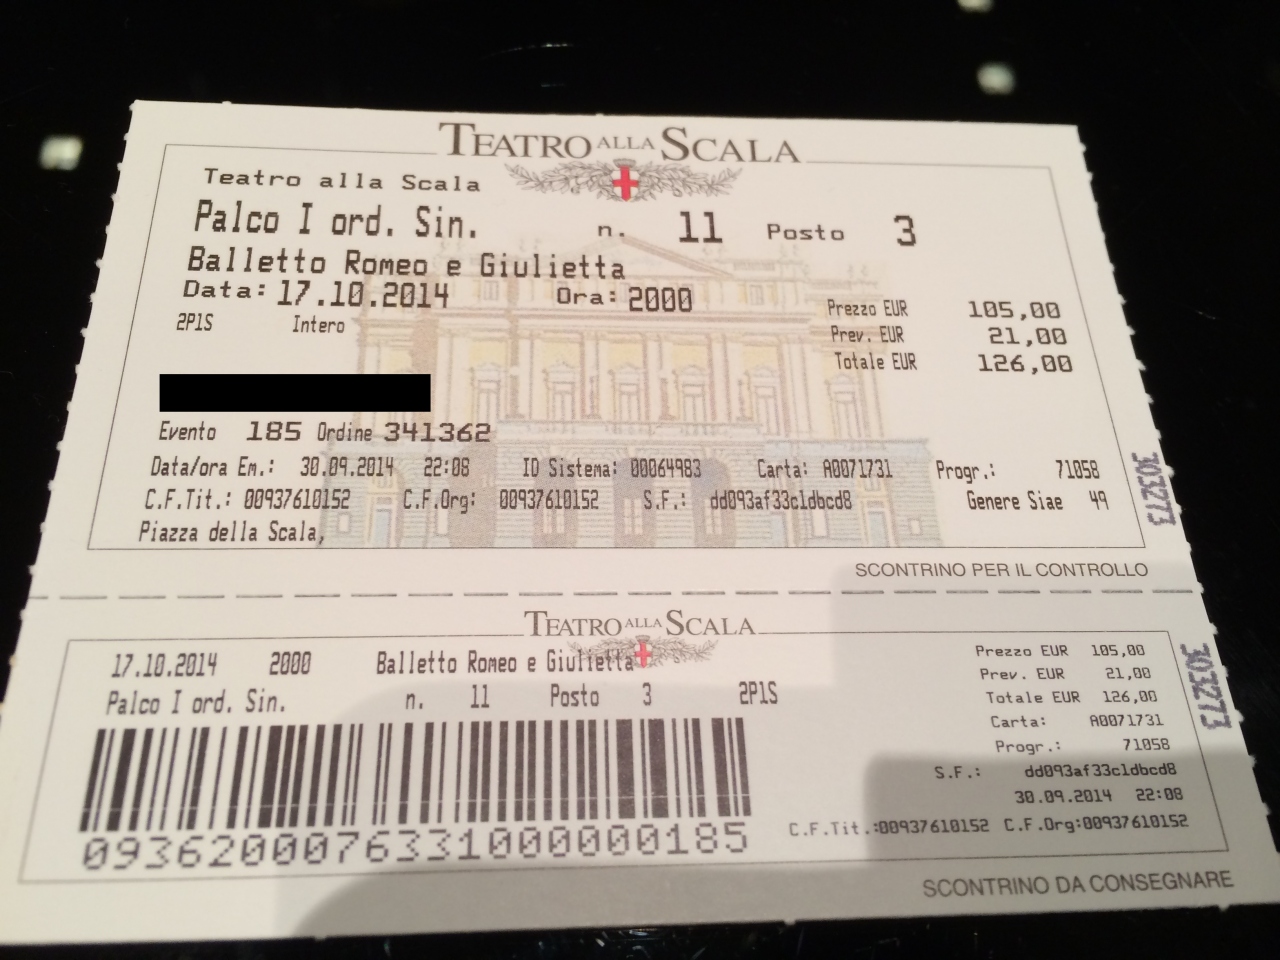 TEATRO ALLA SCALA
Teatro alla Scala
Palco I ord. Sin. n. 11 Posto 3
Balletto Romeo e Giulietta
Data: 17.10.2014 Ora: 2000
Prezzo EUR 105,00
2P1S Intero
Prev. EUR 21,00
Totale EUR 126,00
Evento 185 Ordine 341362
Data/ora Em.: 30.09.2014 22:08 ID Sistema: 00064983 Carta: A0071731 Progr.: 71058
C.F.Tit.: 00937610152 C.F.Org: 00937610152 S.F.: dd093af33c1dbcd8 Genere Siae 49
Piazza della Scala,
303273
SCONTRINO PER IL CONTROLLO
TEATRO ALLA SCALA
17.10.2014 2000 Balletto Romeo e Giulietta
Palco I ord. Sin. n. 11 Posto 3 2P1S
Prezzo EUR 105,00
Prev. EUR 21,00
Totale EUR 126,00
Carta: A0071731
Progr.: 71058
S.F.: dd093af33c1dbcd8
30.09.2014 22:08
C.F.Tit.:00937610152 C.F.Org:00937610152
303273
0936200076331000000185
SCONTRINO DA CONSEGNARE